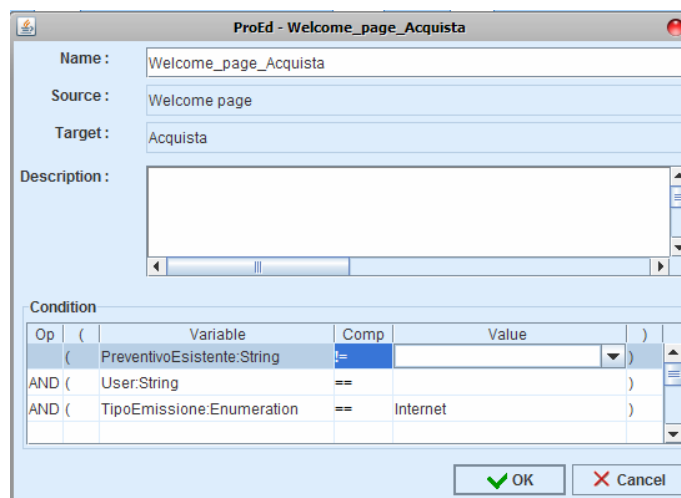 ProEd - Welcome_page_Acquista
Name : Welcome_page_Acquista
Source : Welcome page
Target : Acquista
Description :
Condition
Op ( Variable Comp Value )
( PreventivoEsistente:String != )
AND ( User:String == )
AND ( TipoEmissione:Enumeration == Internet )
OK Cancel